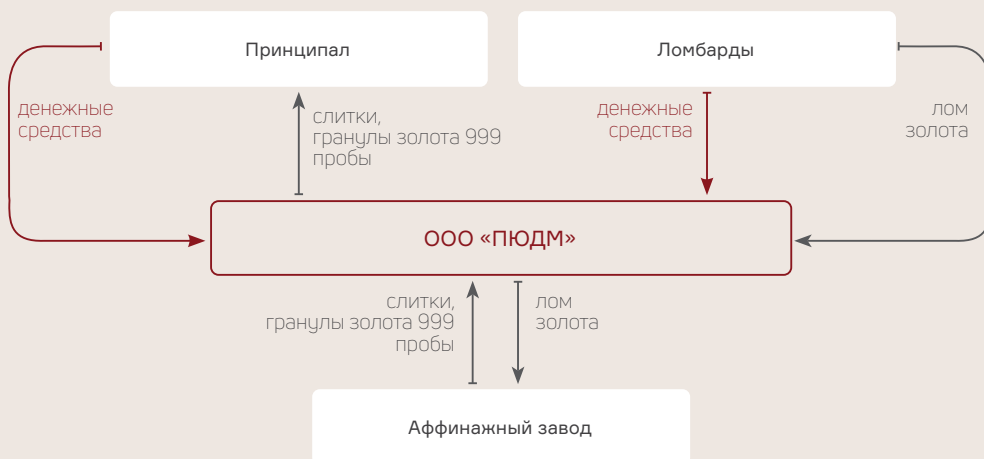 Принципал
Ломбарды
денежные
средства
слитки,
гранулы золота 999
пробы
денежные
средства
лом
золота
ООО «ПЮДМ»
слитки,
гранулы золота 999
пробы
лом
золота
Аффинажный завод